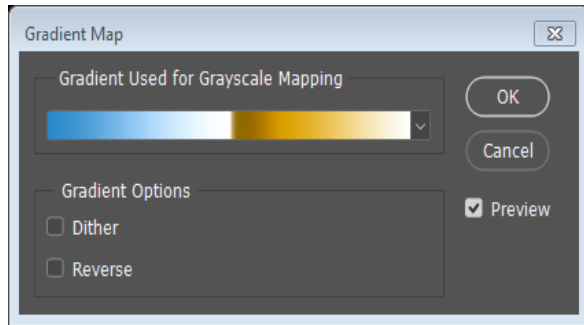 Gradient Map
Gradient Used for Grayscale Mapping
OK
Cancel
Gradient Options
Preview
Dither
Reverse